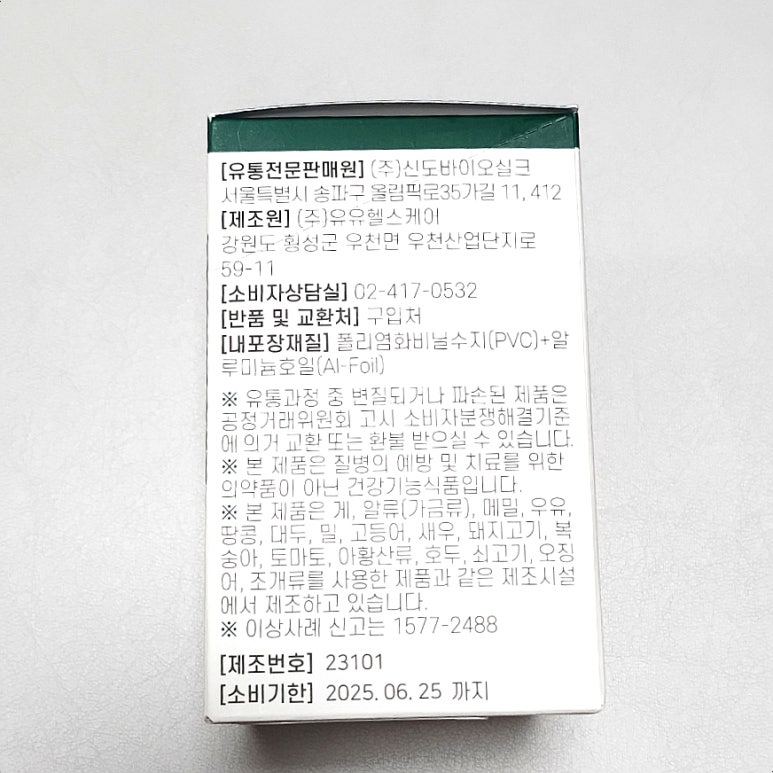 [유통전문판매원] (주)신도바이오실크
서울특별시 송파구 올림픽로35가길 11, 412
[제조원] (주)유유헬스케어
강원도 횡성군 우천면 우천산업단지로
59-11
[소비자상담실] 02-417-0532
[반품 및 교환처] 구입처
[내포장재질] 폴리염화비닐수지(PVC)+알
루미늄호일(Al-Foil)
※ 유통과정 중 변질되거나 파손된 제품은
공정거래위원회 고시 소비자분쟁해결기준
에 의거 교환 또는 환불 받으실 수 있습니다.
※ 본 제품은 질병의 예방 및 치료를 위한
의약품이 아닌 건강기능식품입니다.
※ 본 제품은 게, 알류(가금류), 메밀, 우유,
땅콩, 대두, 밀, 고등어, 새우, 돼지고기, 복
숭아, 토마토, 아황산류, 호두, 쇠고기, 오징
어, 조개류를 사용한 제품과 같은 제조시설
에서 제조하고 있습니다.
※ 이상사례 신고는 1577-2488
[제조번호] 23101
[소비기한] 2025.06.25 까지